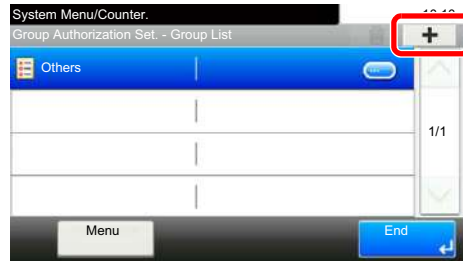 System Menu/Counter.
Group Authorization Set. - Group List
Others
1/1
Menu
End